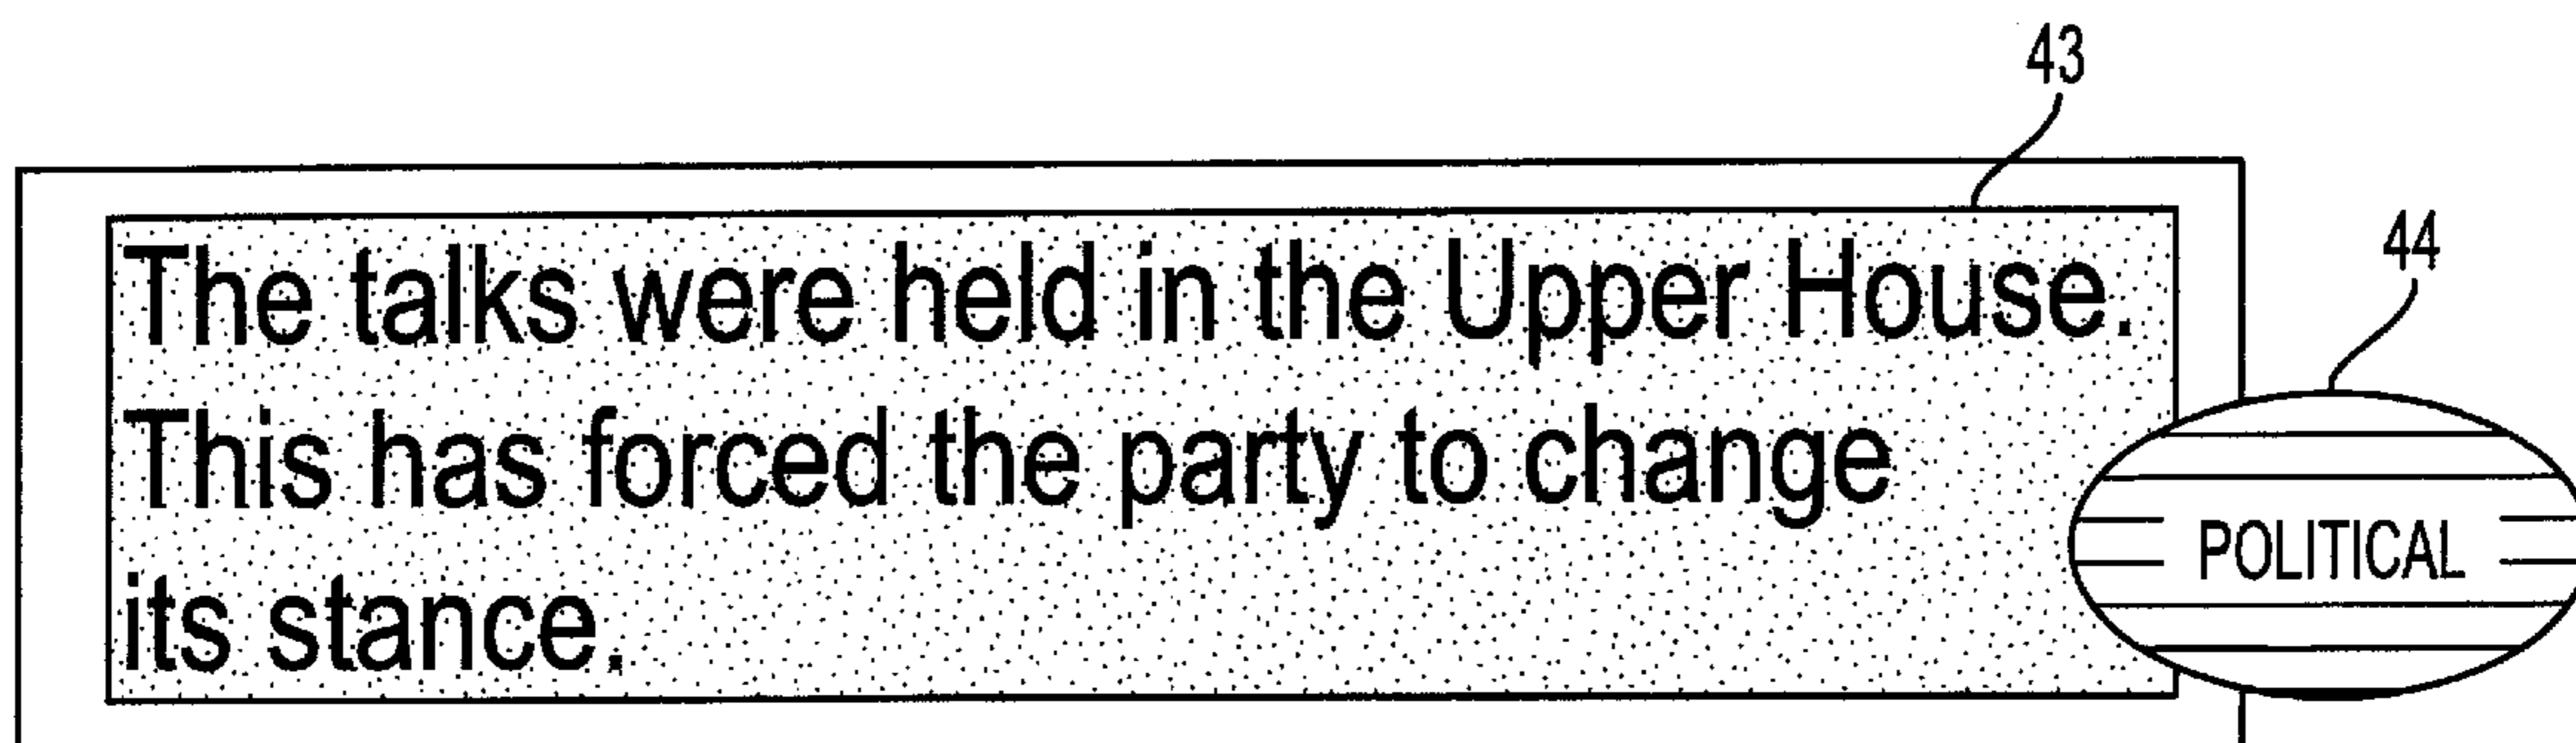 43
44
The talks were held in the Upper House.
This has forced the party to change
its stance.
POLITICAL